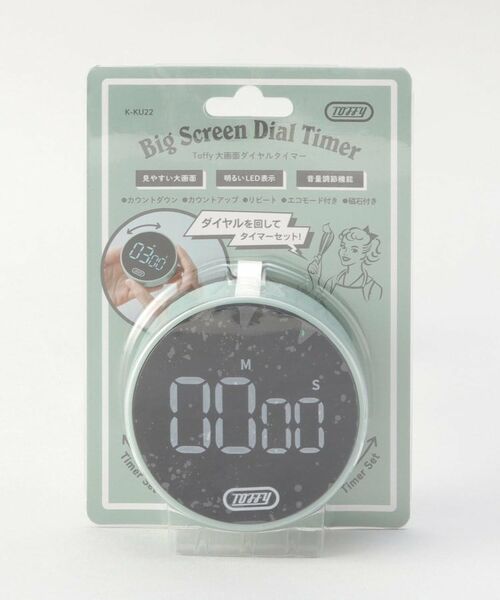 K-KU22
TOFFY
Big Screen Dial Timer
Toffy 大画面ダイヤルタイマー
見やすい大画面 明るいLED表示 音量調節機能
●カウントダウン ●カウントアップ ●リピート ●エコモード付き ●磁石付き
ダイヤルを回して
タイマーセット!
03:00
M
S
00:00
TOFFY
Timer Set
Timer Set